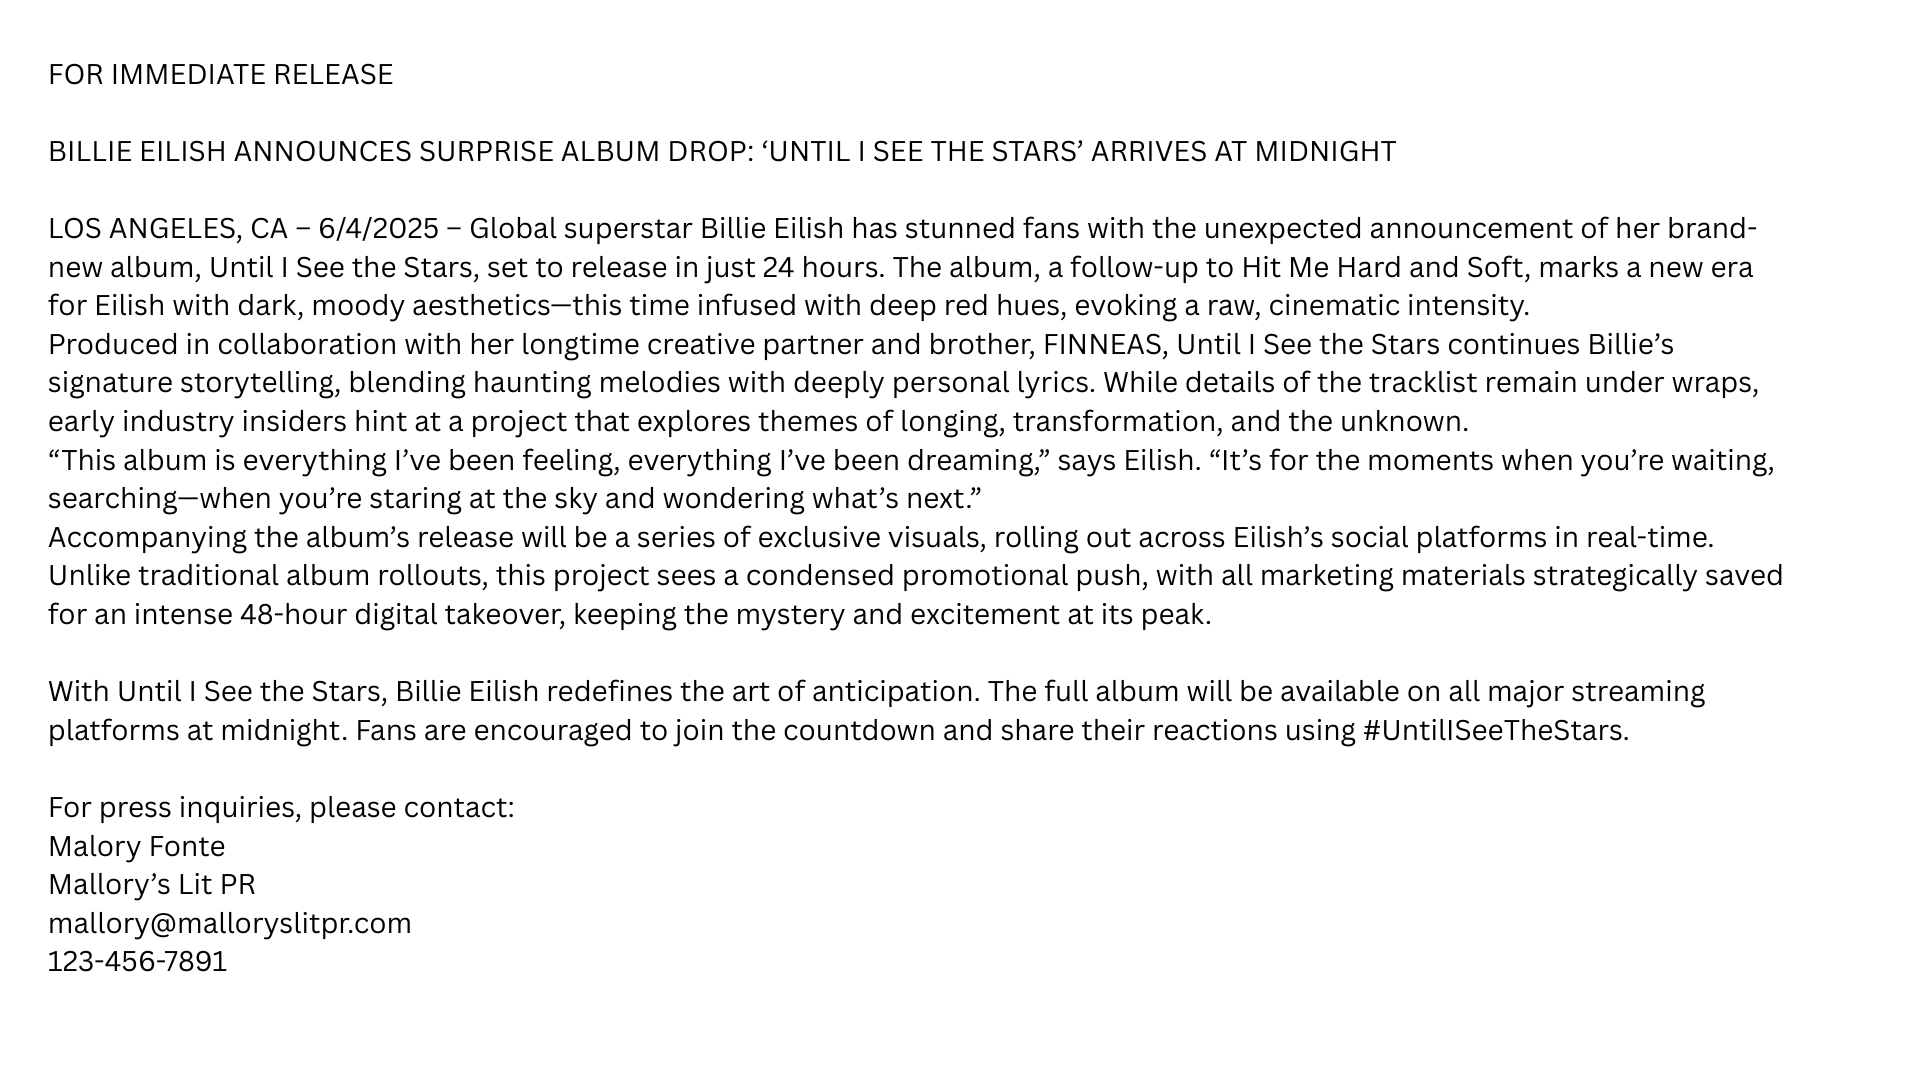 FOR IMMEDIATE RELEASE
BILLIE EILISH ANNOUNCES SURPRISE ALBUM DROP: ‘UNTIL I SEE THE STARS’ ARRIVES AT MIDNIGHT
LOS ANGELES, CA – 6/4/2025 – Global superstar Billie Eilish has stunned fans with the unexpected announcement of her brand-
new album, Until I See the Stars, set to release in just 24 hours. The album, a follow-up to Hit Me Hard and Soft, marks a new era
for Eilish with dark, moody aesthetics—this time infused with deep red hues, evoking a raw, cinematic intensity.
Produced in collaboration with her longtime creative partner and brother, FINNEAS, Until I See the Stars continues Billie’s
signature storytelling, blending haunting melodies with deeply personal lyrics. While details of the tracklist remain under wraps,
early industry insiders hint at a project that explores themes of longing, transformation, and the unknown.
“This album is everything I’ve been feeling, everything I’ve been dreaming,” says Eilish. “It’s for the moments when you’re waiting,
searching—when you’re staring at the sky and wondering what’s next.”
Accompanying the album’s release will be a series of exclusive visuals, rolling out across Eilish’s social platforms in real-time.
Unlike traditional album rollouts, this project sees a condensed promotional push, with all marketing materials strategically saved
for an intense 48-hour digital takeover, keeping the mystery and excitement at its peak.
With Until I See the Stars, Billie Eilish redefines the art of anticipation. The full album will be available on all major streaming
platforms at midnight. Fans are encouraged to join the countdown and share their reactions using #UntilISeeTheStars.
For press inquiries, please contact:
Malory Fonte
Mallory’s Lit PR
mallory@malloryslitpr.com
123-456-7891